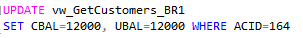 UPDATE vw_GetCustomers_BR1
SET CBAL=12000, UBAL=12000 WHERE ACID=164